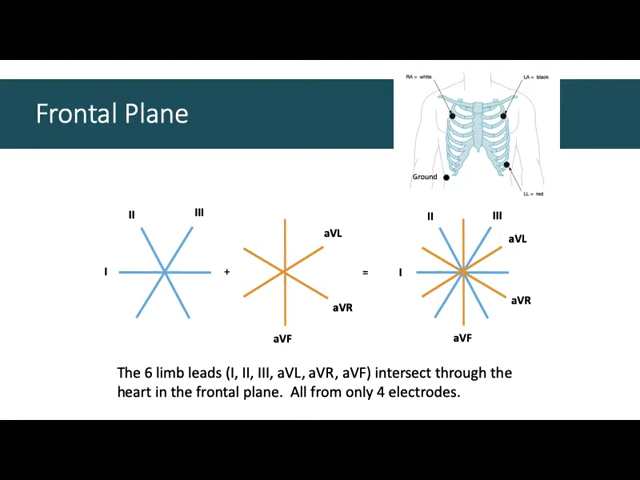 RA = white
LA = black
Frontal Plane
Ground
LL = red
II
III
I
+
aVL
aVR
aVF
=
II
III
aVL
I
aVR
aVF
The 6 limb leads (I, II, III, aVL, aVR, aVF) intersect through the
heart in the frontal plane.  All from only 4 electrodes.